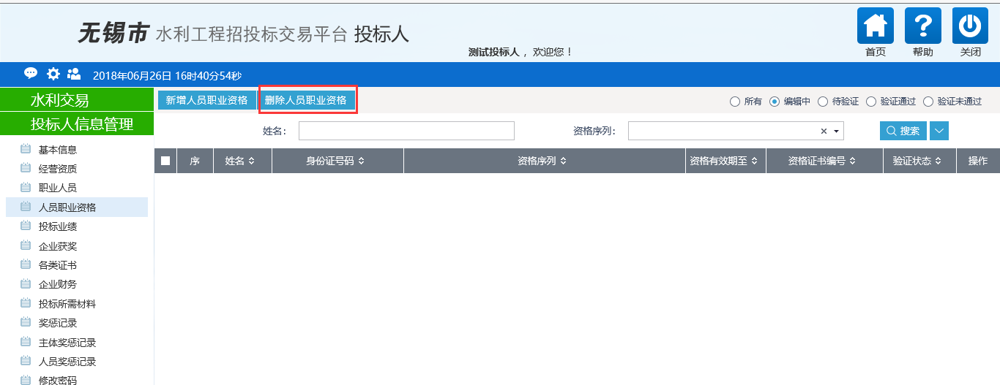 无锡市 水利工程招投标交易平台 投标人
测试投标人，欢迎您！
首页 帮助 关闭
2018年06月26日 16时40分54秒
水利交易
投标人信息管理
基本信息
经营资质
职业人员
人员职业资格
投标业绩
企业获奖
各类证书
企业财务
投标所需材料
奖惩记录
主体奖惩记录
人员奖惩记录
修改密码
新增人员职业资格 删除人员职业资格 所有 编辑中 待验证 验证通过 验证未通过
姓名： 资格序列： 搜索
序 姓名 身份证号码 资格序列 资格有效期至 资格证书编号 验证状态 操作